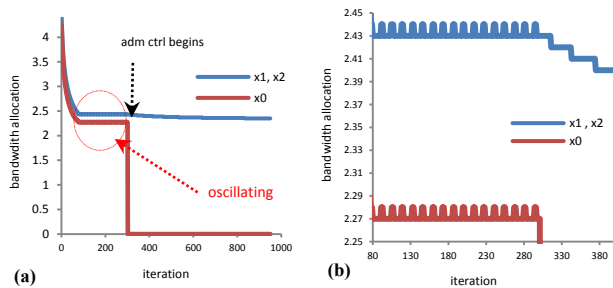 adm ctrl begins
4
3.5
3
2.5
2
1.5
1
0.5
0
bandwdith allocation
x1, x2
x0
oscillating
0
200
400
600
800
1000
iteration
(a)
2.45
2.43
2.41
2.39
2.37
2.35
2.33
2.31
2.29
2.27
2.25
bandwidth allocation
x1 , x2
x0
80
130
180
230
280
330
380
iteration
(b)